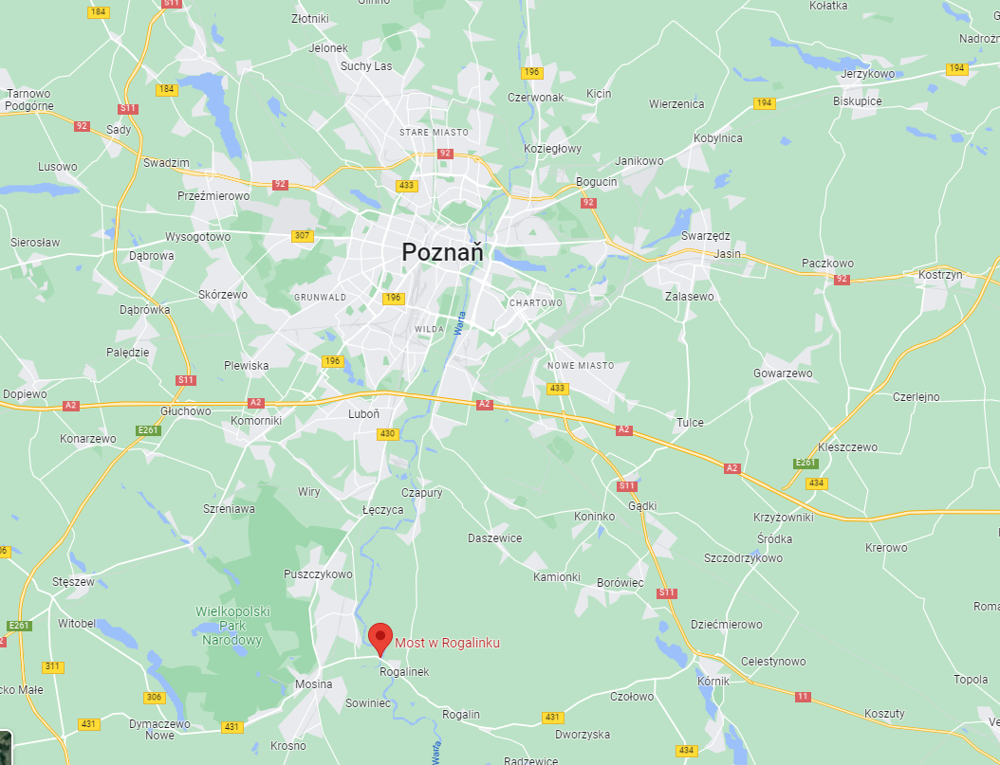 184
S11
Złotniki
Kołatka
Jelonek
Suchy Las
Nadrożn
196
Jerzykowo
194
Tarnowo
Podgórne
184
Czerwonak
Kicin
Wierzenica
194
Biskupice
S11
92
Sady
STARE MIASTO
Kobylnica
Koziegłowy
92
Lusowo
Swadzim
Janikowo
92
433
Bogucin
Przeźmierowo
92
Wysogotowo
307
Swarzędz
Sierosław
Dąbrowa
Poznaň
Jasin
Paczkowo
92
Kostrzyn
Skórzewo
GRUNWALD
196
CHARTOWO
Zalasewo
Dąbrówka
Warta
WILDA
Palędzie
Plewiska
196
NOWE MIASTO
Gowarzewo
S11
433
Dopiewo
A2
A2
A2
Czerlejno
Głuchowo
Komorniki
Luboń
Tulce
E261
430
A2
Konarzewo
Kleszczewo
A2
E261
434
Wiry
Czapury
S11
Szreniawa
Łęczyca
Gądki
Koninko
Krzyżowniki
Daszewice
Śródka
Krerowo
Szczodrzykowo
Puszczykowo
Kamionki
Borówiec
Stęszew
S11
Wielkopolski
Park
Narodowy
Witobel
E261
Dziećmierowo
Most w Rogalinku
311
Rogalinek
Celestynowo
Mosina
Kórnik
Topola
cko Małe
306
Sowiniec
Czołowo
11
Rogalin
431
Koszuty
431
Dymaczewo
Nowe
431
Dworzyska
Krosno
Warta
434
Radzewice